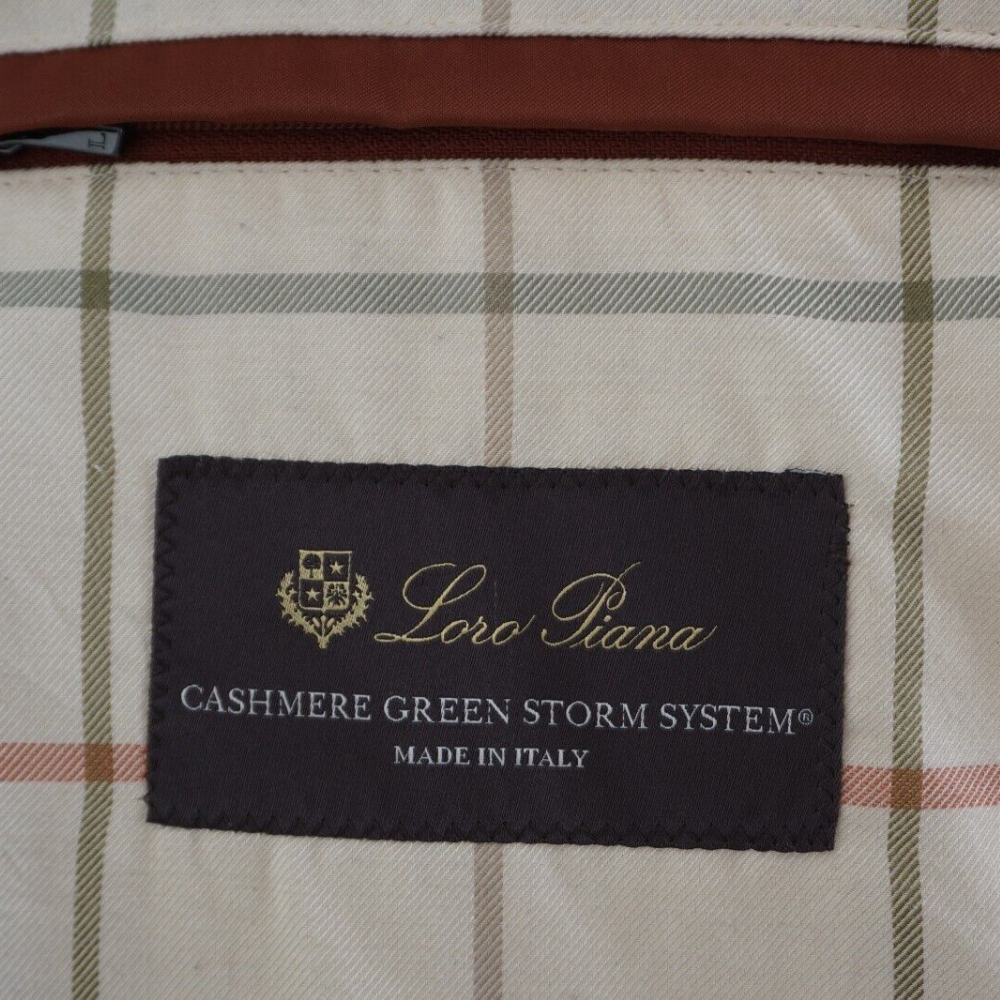 Loro Piana
CASHMERE GREEN STORM SYSTEM®
MADE IN ITALY